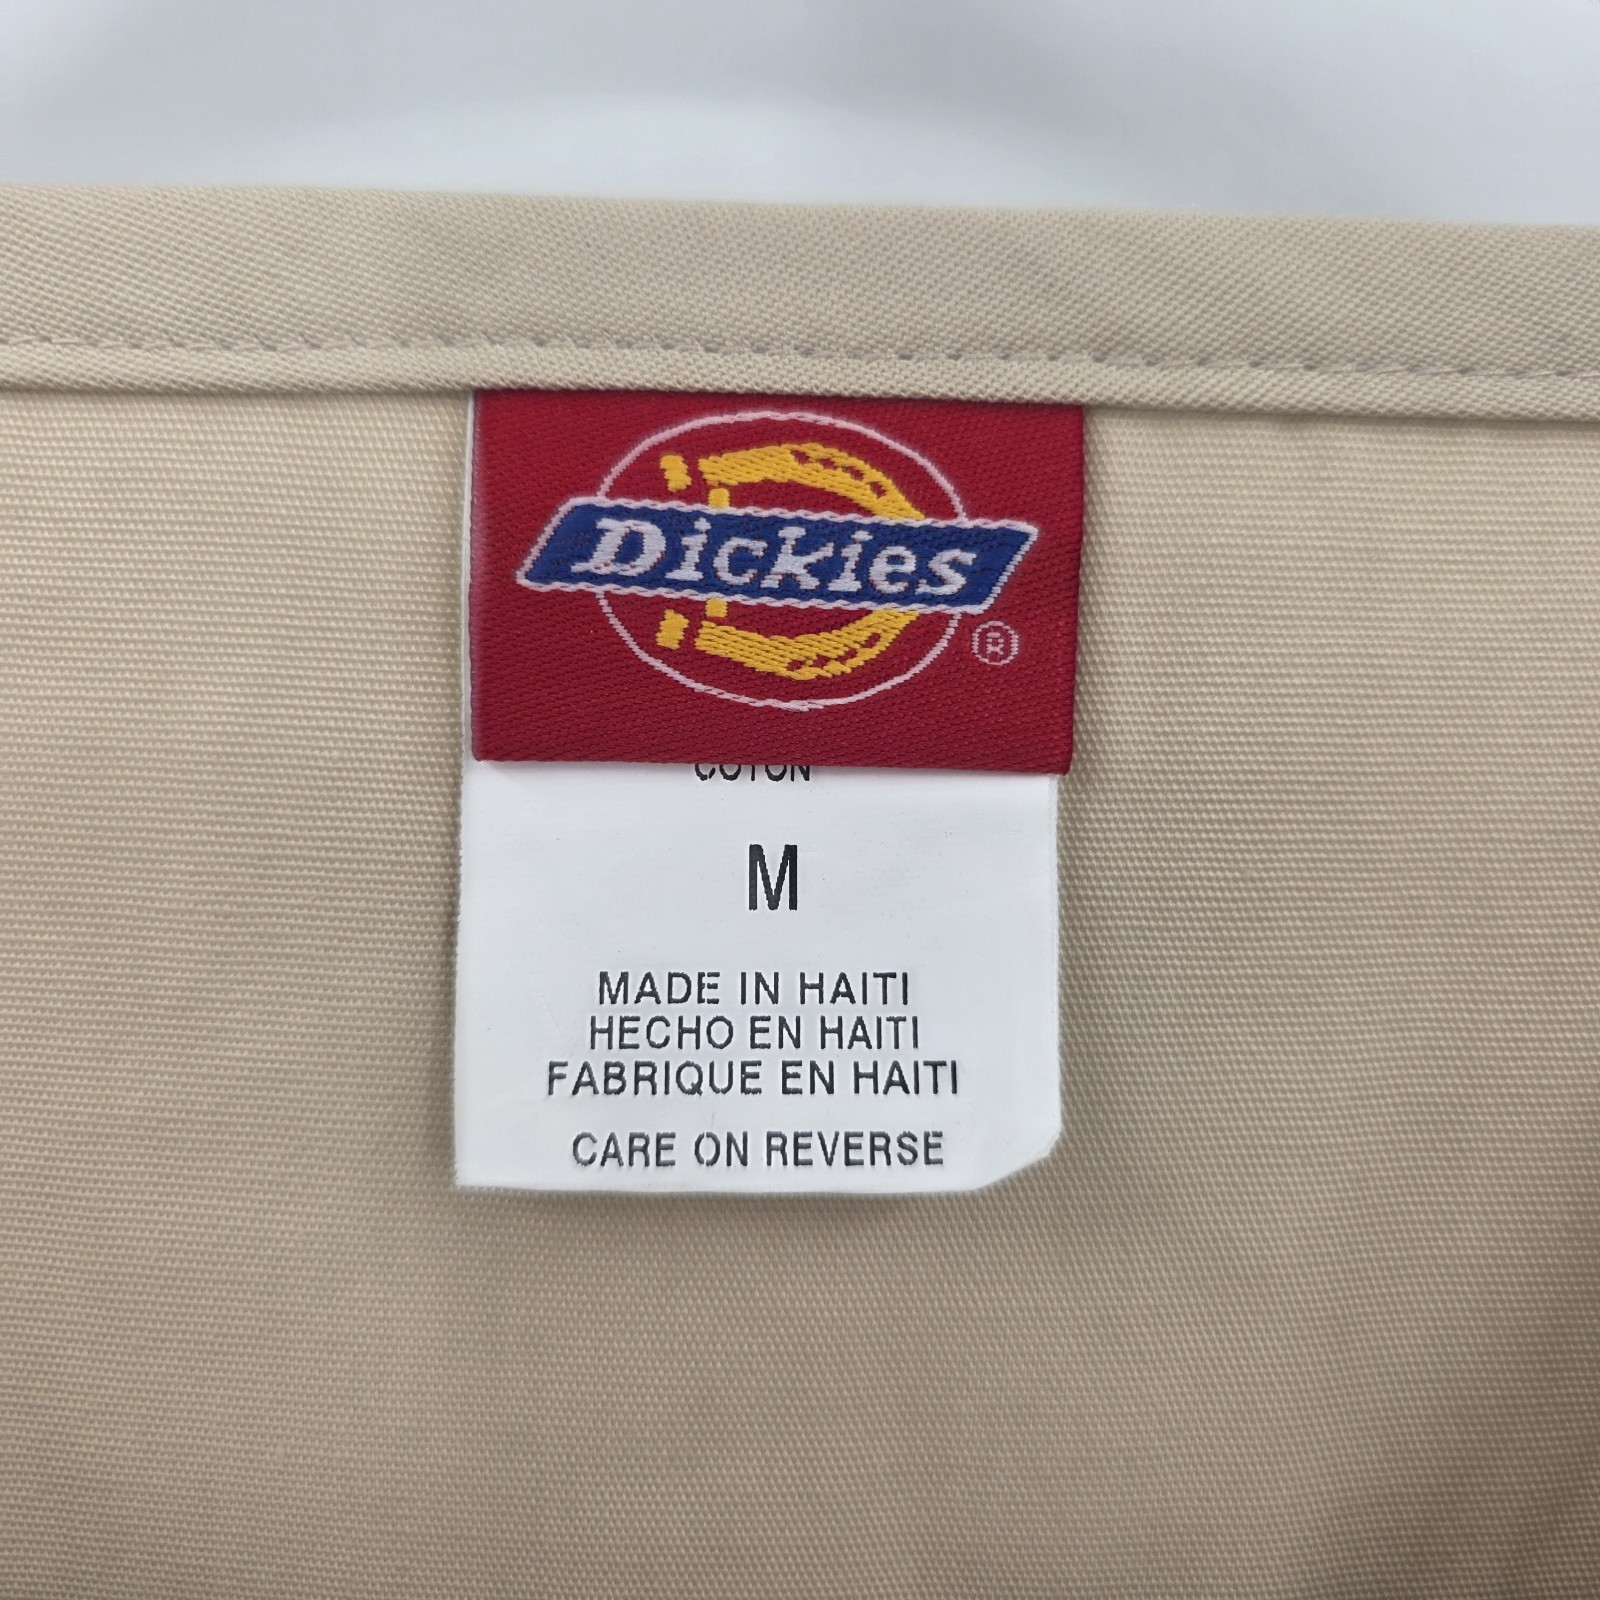 Dickies
®
COTON
M
MADE IN HAITI
HECHO EN HAITI
FABRIQUE EN HAITI
CARE ON REVERSE